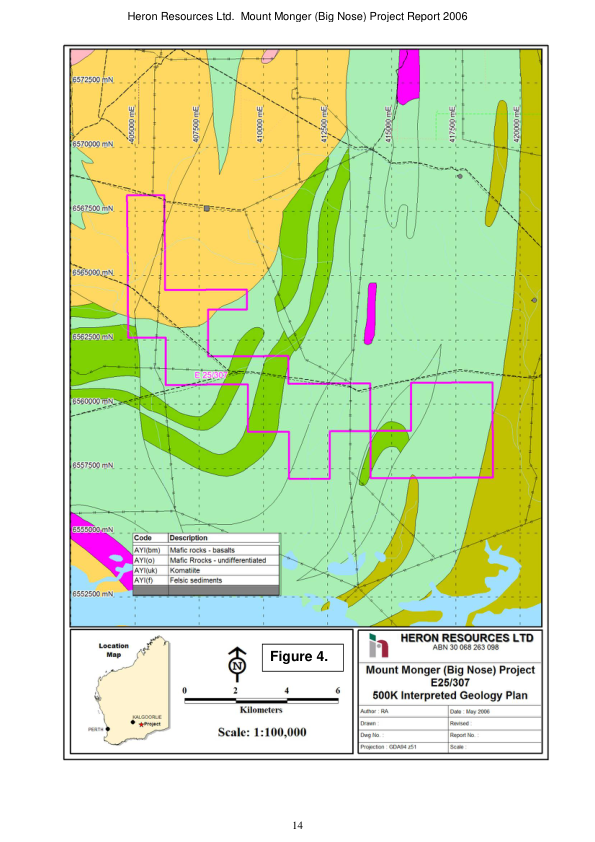 Heron Resources Ltd.  Mount Monger (Big Nose) Project Report 2006
6572500 mN
405000 mE
407500 mE
410000 mE
412500 mE
415000 mE
417500 mE
420000 mE
6570000 mN
6567500 mN
6565000 mN
6562500 mN
E 25/307
6560000 mN
6557500 mN
6555000 mN
6552500 mN
Code Description
AYI(bm) Mafic rocks - basalts
AYI(o) Mafic Rrocks - undifferentiated
AYI(uk) Komatiite
AYI(f) Felsic sediments
Location
Map
KALGOORLIE
Project
PERTH
N
Figure 4.
0 2 4 6
Kilometers
Scale: 1:100,000
HERON RESOURCES LTD
ABN 30 068 263 098
Mount Monger (Big Nose) Project
E25/307
500K Interpreted Geology Plan
Author : RA Date : May 2006
Drawn : Revised :
Dwg No. : Report No. :
Projection : GDA94 z51 Scale :
14